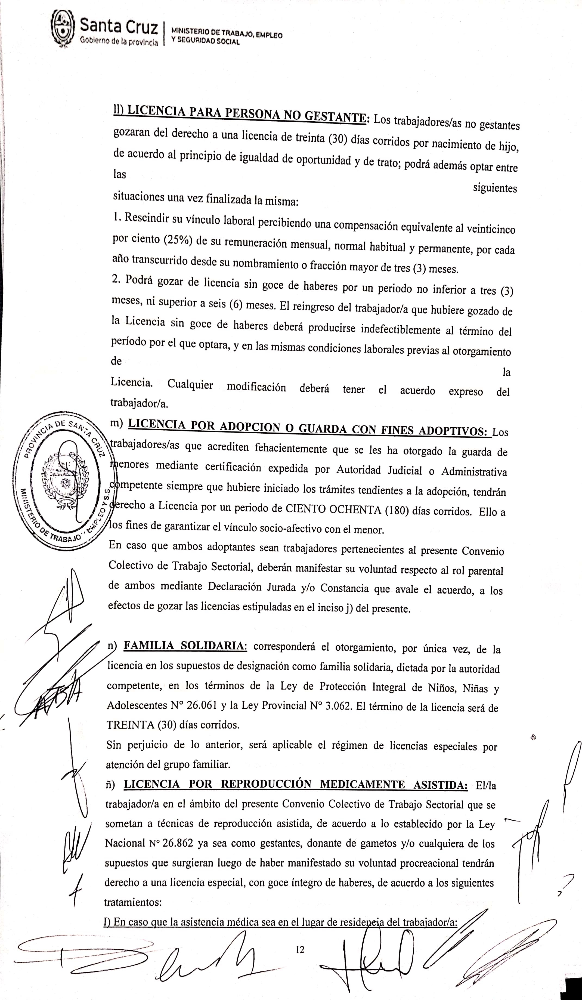 Santa Cruz
Gobierno de la provincia
MINISTERIO DE TRABAJO, EMPLEO
Y SEGURIDAD SOCIAL
ll) LICENCIA PARA PERSONA NO GESTANTE: Los trabajadores/as no gestantes
gozaran del derecho a una licencia de treinta (30) días corridos por nacimiento de hijo,
de acuerdo al principio de igualdad de oportunidad y de trato; podrá además optar entre
las siguientes
situaciones una vez finalizada la misma:
1. Rescindir su vínculo laboral percibiendo una compensación equivalente al veinticinco
por ciento (25%) de su remuneración mensual, normal habitual y permanente, por cada
año transcurrido desde su nombramiento o fracción mayor de tres (3) meses.
2. Podrá gozar de licencia sin goce de haberes por un periodo no inferior a tres (3)
meses, ni superior a seis (6) meses. El reingreso del trabajador/a que hubiere gozado de
la Licencia sin goce de haberes deberá producirse indefectiblemente al término del
período por el que optara, y en las mismas condiciones laborales previas al otorgamiento
de la
Licencia. Cualquier modificación deberá tener el acuerdo expreso del
trabajador/a.
m) LICENCIA POR ADOPCION O GUARDA CON FINES ADOPTIVOS: Los
trabajadores/as que acrediten fehacientemente que se les ha otorgado la guarda de
menores mediante certificación expedida por Autoridad Judicial o Administrativa
competente siempre que hubiere iniciado los trámites tendientes a la adopción, tendrán
derecho a Licencia por un periodo de CIENTO OCHENTA (180) días corridos. Ello a
los fines de garantizar el vínculo socio-afectivo con el menor.
PROVINCIA DE SANTA CRUZ
MINISTERIO DE TRABAJO EMPLEO Y S.S.
En caso que ambos adoptantes sean trabajadores pertenecientes al presente Convenio
Colectivo de Trabajo Sectorial, deberán manifestar su voluntad respecto al rol parental
de ambos mediante Declaración Jurada y/o Constancia que avale el acuerdo, a los
efectos de gozar las licencias estipuladas en el inciso j) del presente.
n) FAMILIA SOLIDARIA: corresponderá el otorgamiento, por única vez, de la
licencia en los supuestos de designación como familia solidaria, dictada por la autoridad
competente, en los términos de la Ley de Protección Integral de Niños, Niñas y
Adolescentes N° 26.061 y la Ley Provincial N° 3.062. El término de la licencia será de
TREINTA (30) días corridos.
Sin perjuicio de lo anterior, será aplicable el régimen de licencias especiales por
atención del grupo familiar.
ñ) LICENCIA POR REPRODUCCIÓN MEDICAMENTE ASISTIDA: El/la
trabajador/a en el ámbito del presente Convenio Colectivo de Trabajo Sectorial que se
sometan a técnicas de reproducción asistida, de acuerdo a lo establecido por la Ley
Nacional N° 26.862 ya sea como gestantes, donante de gametos y/o cualquiera de los
supuestos que surgieran luego de haber manifestado su voluntad procreacional tendrán
derecho a una licencia especial, con goce íntegro de haberes, de acuerdo a los siguientes
tratamientos:
I) En caso que la asistencia médica sea en el lugar de residencia del trabajador/a:
12